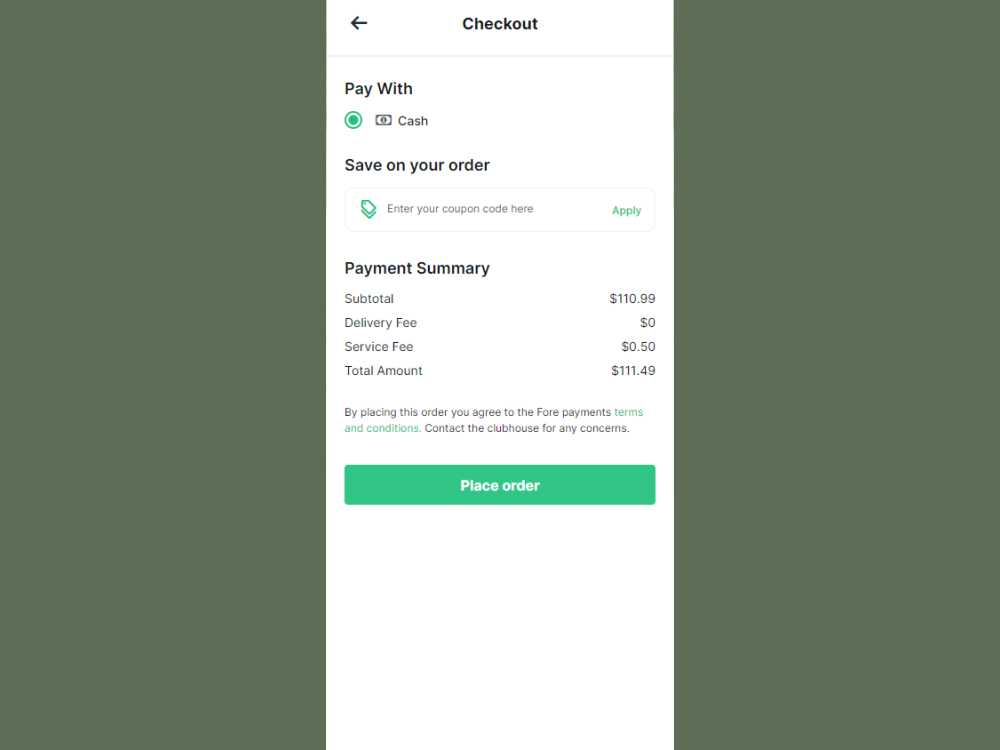 Checkout
Pay With
Cash
Save on your order
Enter your coupon code here Apply
Payment Summary
Subtotal $110.99
Delivery Fee $0
Service Fee $0.50
Total Amount $111.49
By placing this order you agree to the Fore payments terms
and conditions. Contact the clubhouse for any concerns.
Place order